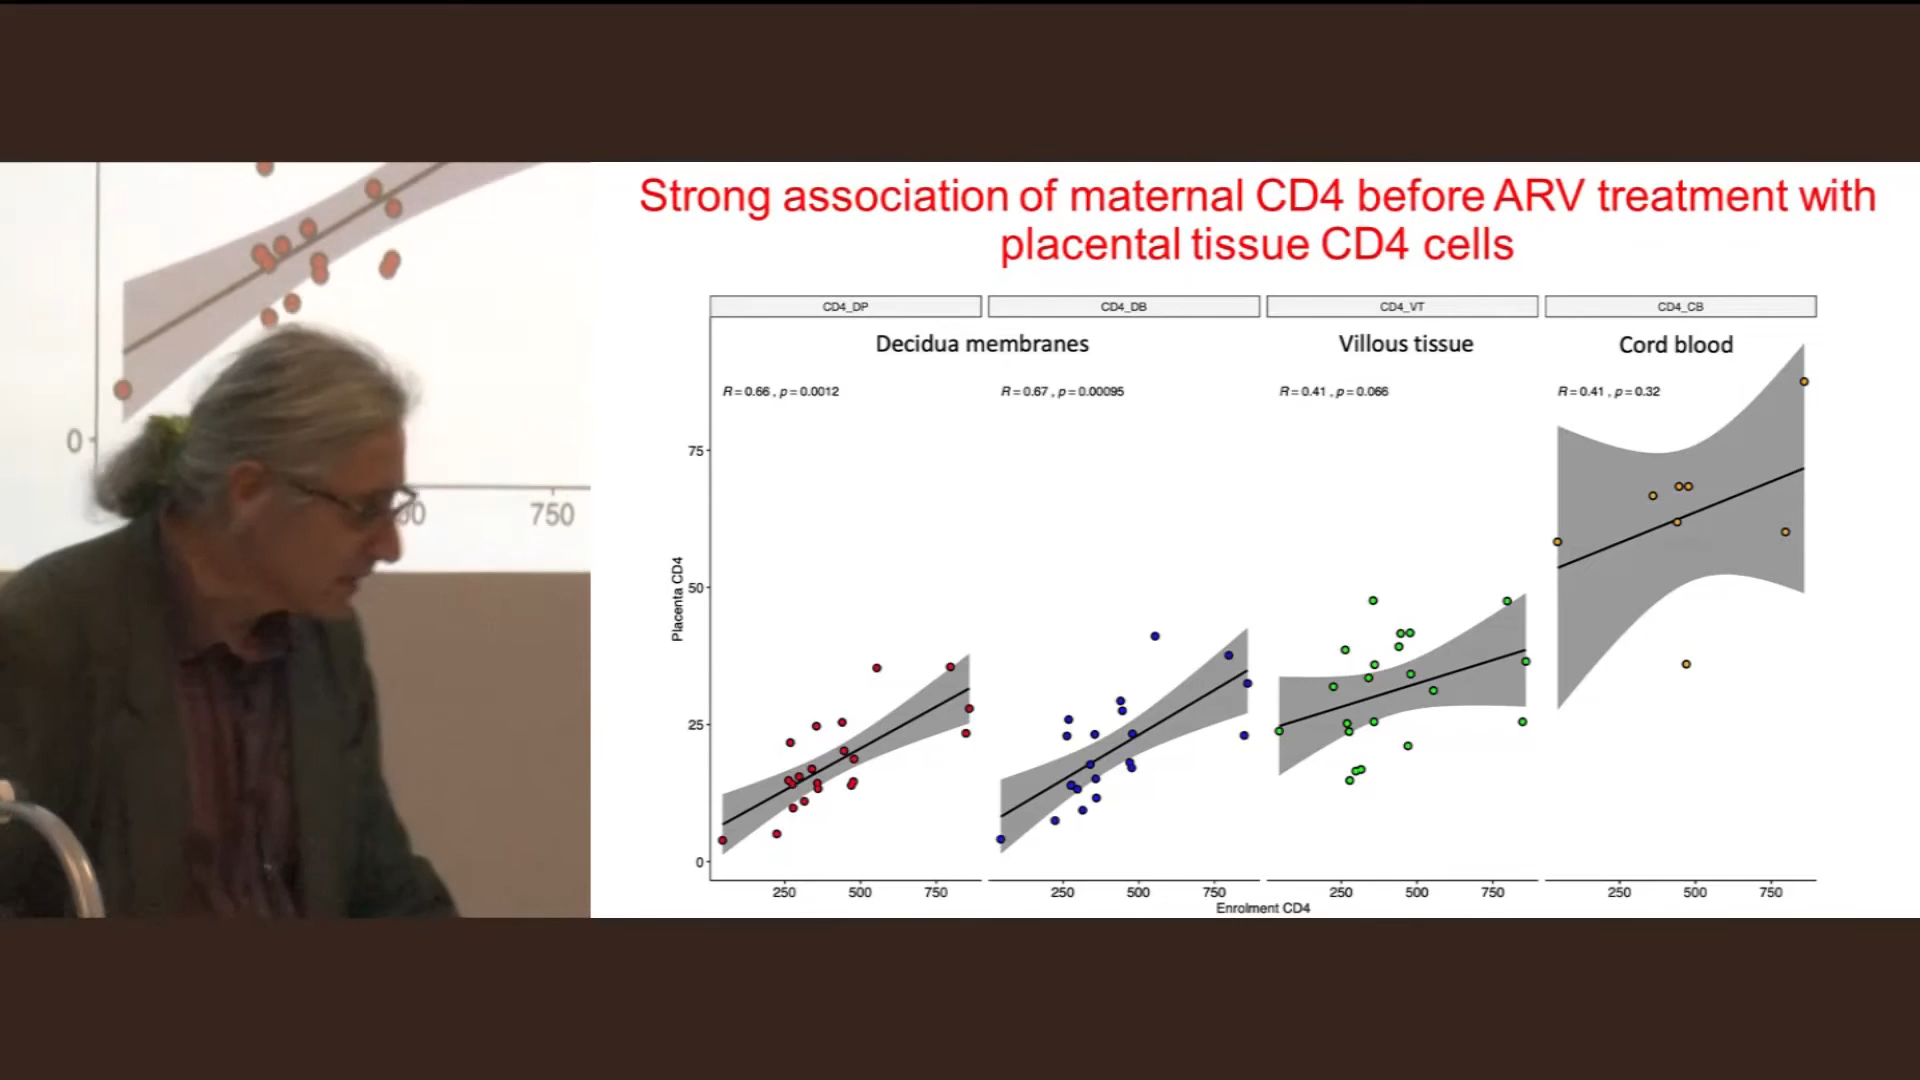 Strong association of maternal CD4 before ARV treatment with
placental tissue CD4 cells
CD4_DP
CD4_DB
CD4_VT
CD4_CB
Decidua membranes
Villous tissue
Cord blood
R = 0.66 , p = 0.0012
R = 0.67 , p = 0.00095
R = 0.41 , p = 0.066
R = 0.41 , p = 0.32
Placenta CD4
75
50
25
0
250 500 750
250 500 750
250 500 750
250 500 750
Enrolment CD4
0
750